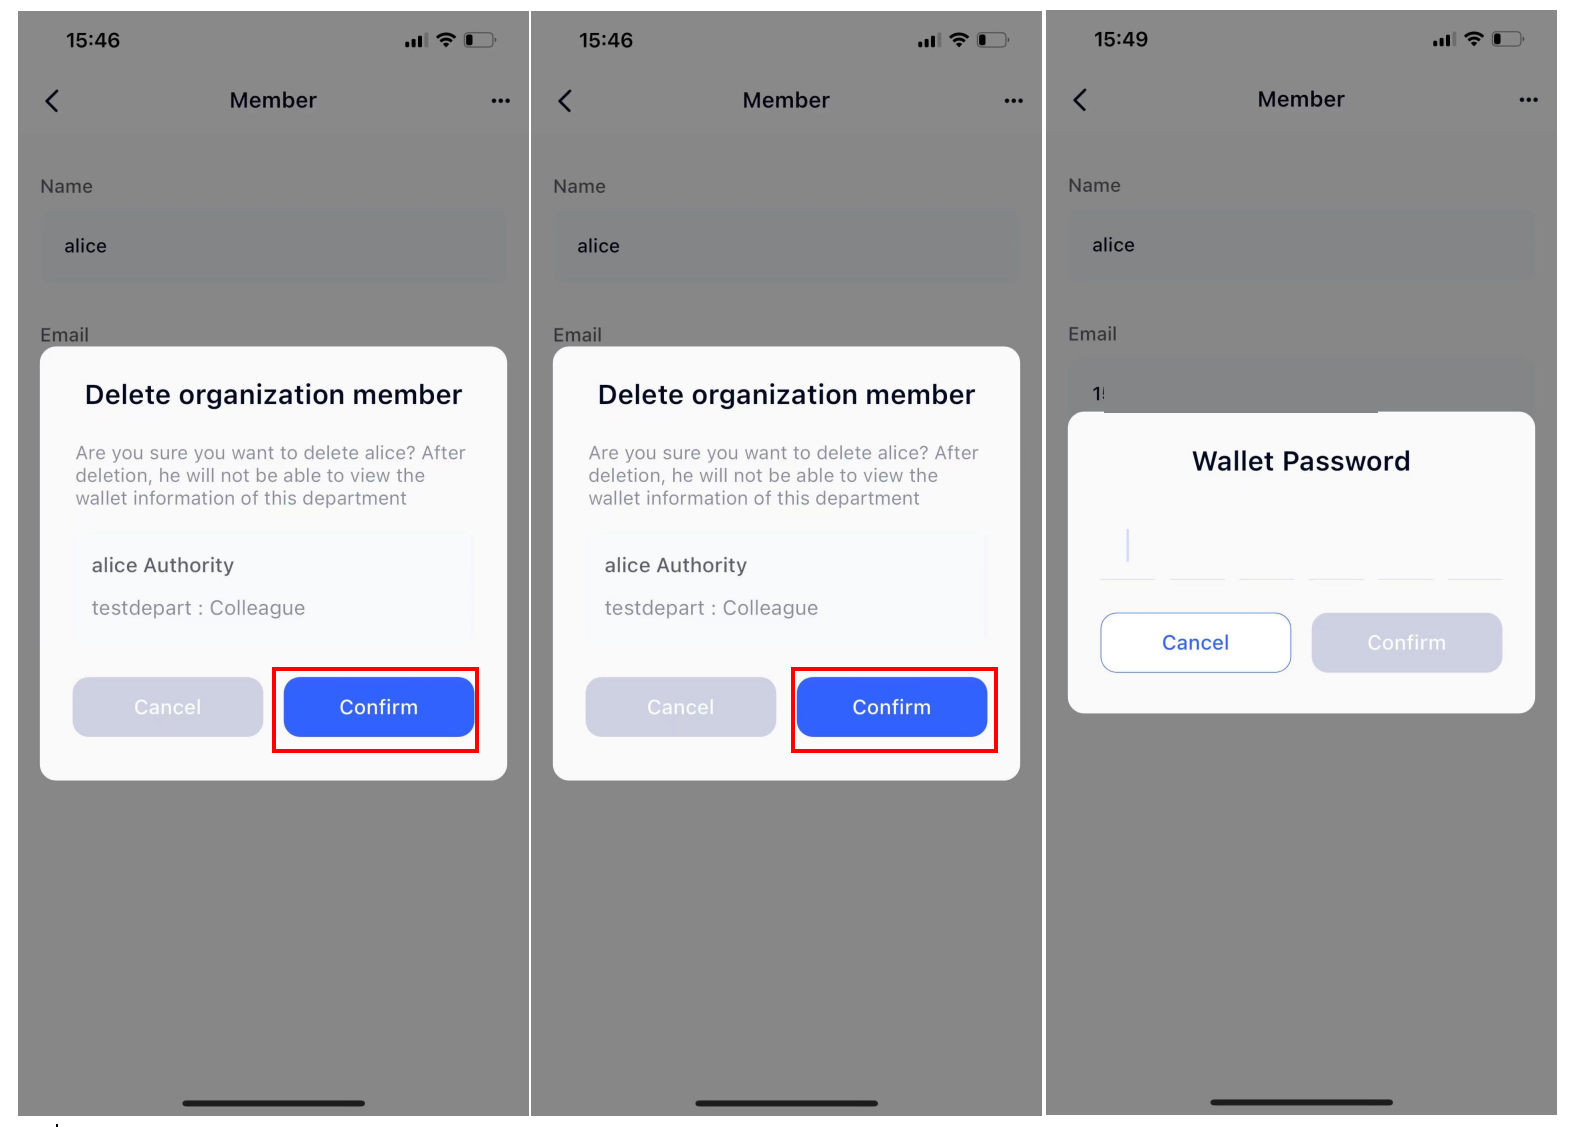 15:46
Member
Name
alice
Email
Delete organization member
Are you sure you want to delete alice? After
deletion, he will not be able to view the
wallet information of this department
alice Authority
testdepart : Colleague
Cancel
Confirm
15:46
Member
Name
alice
Email
Delete organization member
Are you sure you want to delete alice? After
deletion, he will not be able to view the
wallet information of this department
alice Authority
testdepart : Colleague
Cancel
Confirm
15:49
Member
Name
alice
Email
Wallet Password
Cancel
Confirm